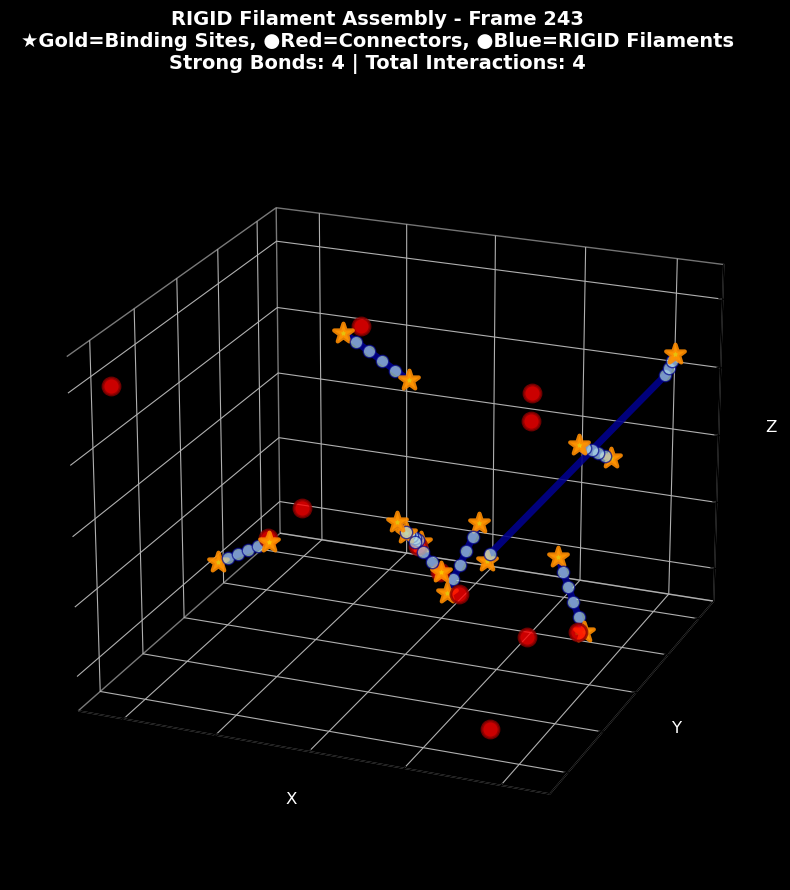 RIGID Filament Assembly - Frame 243
★Gold=Binding Sites, ●Red=Connectors, ●Blue=RIGID Filaments
Strong Bonds: 4 | Total Interactions: 4
Z
Y
X